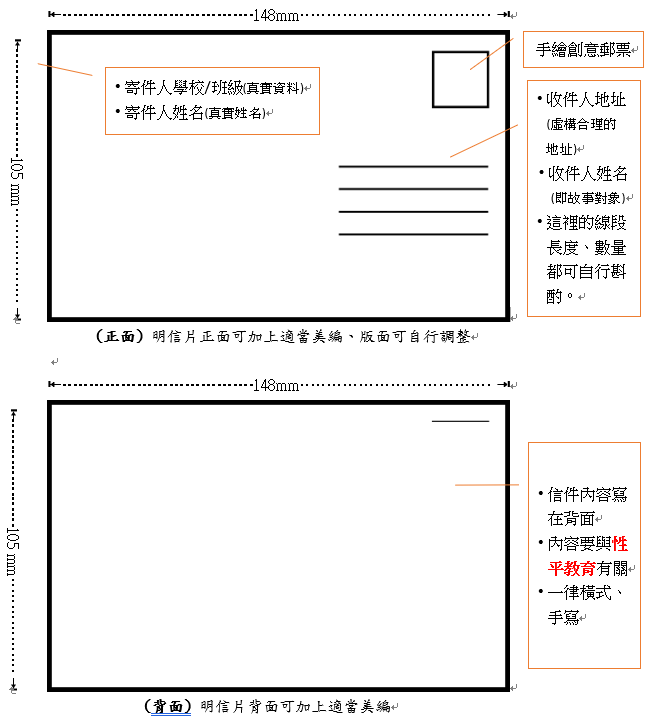 148mm
手繪創意郵票
• 寄件人學校/班級(真實資料)
• 寄件人姓名(真實姓名)
• 收件人地址
(虛構合理的
地址)
• 收件人姓名
(即故事對象)
• 這裡的線段
長度、數量
都可自行斟
酌。
105 mm
（正面）明信片正面可加上適當美編、版面可自行調整
148mm
105 mm
• 信件內容寫
在背面
• 內容要與性
平教育有關
• 一律橫式、
手寫
（背面）明信片背面可加上適當美編